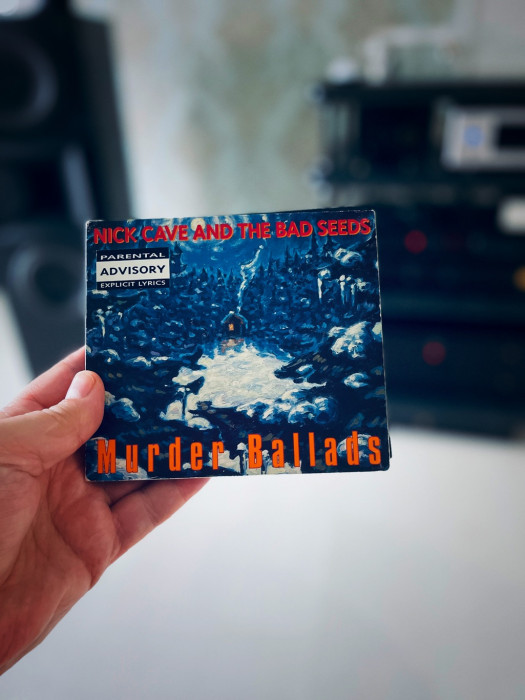 NICK CAVE AND THE BAD SEEDS
PARENTAL
ADVISORY
EXPLICIT LYRICS
Murder Ballads